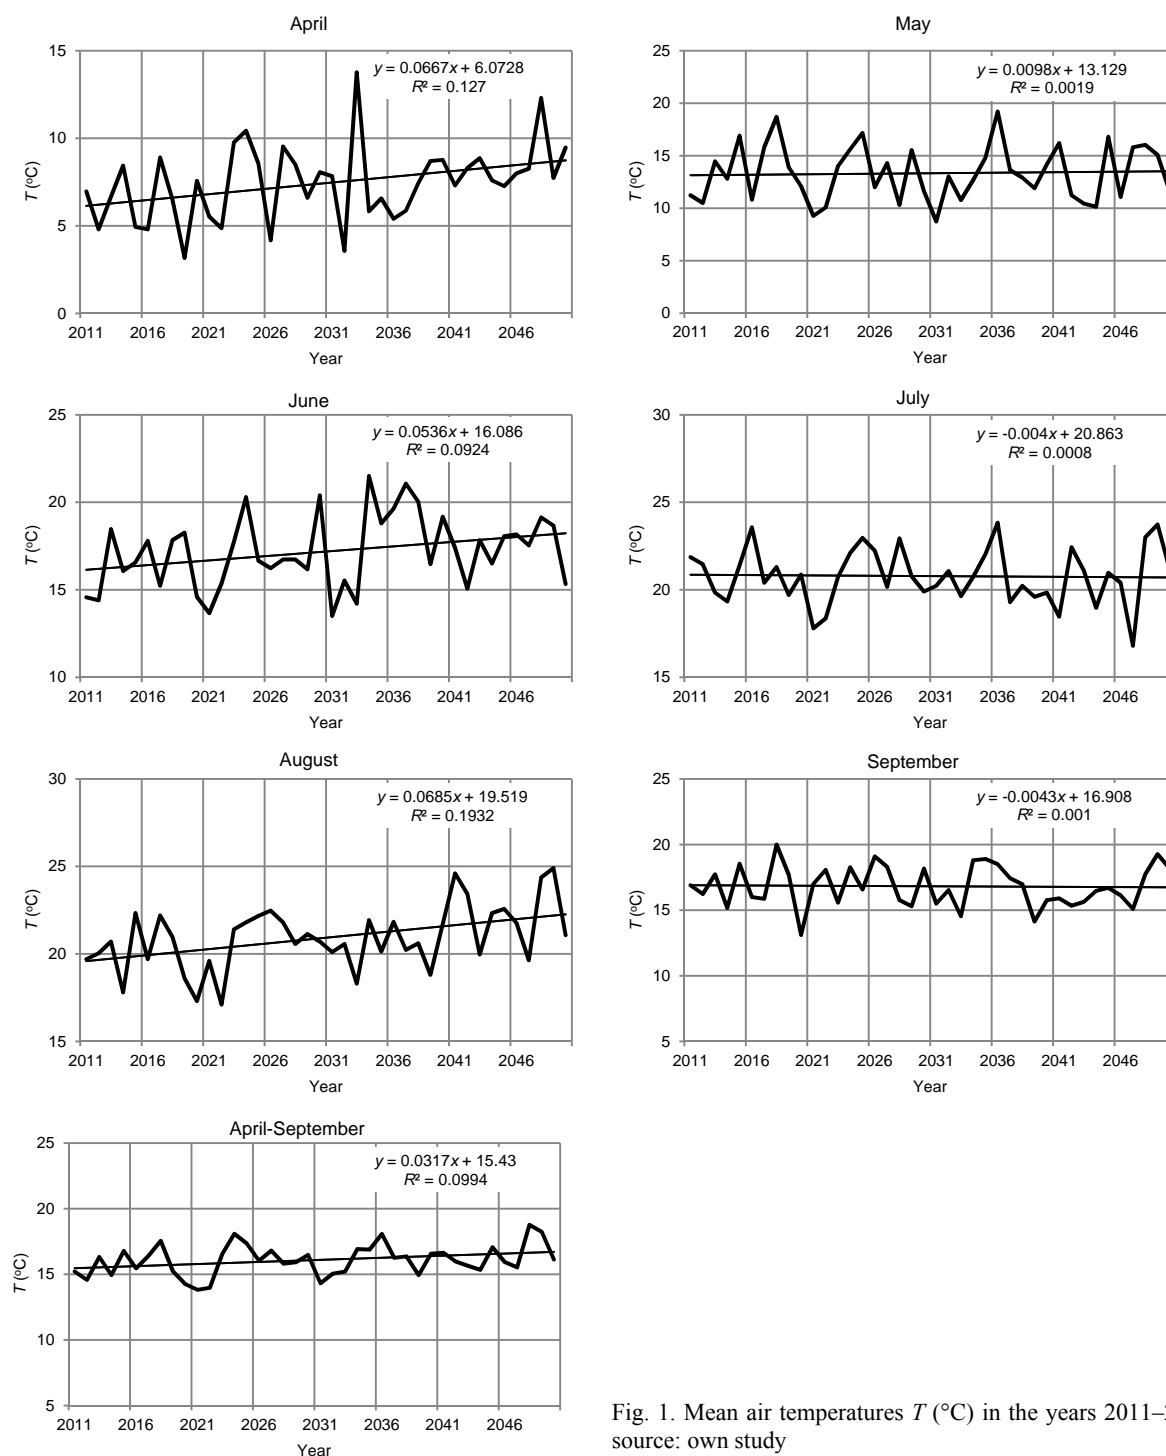 April
15
10
5
0
T (°C)
y = 0.0667x + 6.0728
R² = 0.127
2011 2016 2021 2026 2031 2036 2041 2046
Year
May
25
20
15
10
5
0
T (°C)
y = 0.0098x + 13.129
R² = 0.0019
2011 2016 2021 2026 2031 2036 2041 2046
Year
June
25
20
15
10
T (°C)
y = 0.0536x + 16.086
R² = 0.0924
2011 2016 2021 2026 2031 2036 2041 2046
Year
July
30
25
20
15
T (°C)
y = -0.004x + 20.863
R² = 0.0008
2011 2016 2021 2026 2031 2036 2041 2046
Year
August
30
25
20
15
T (°C)
y = 0.0685x + 19.519
R² = 0.1932
2011 2016 2021 2026 2031 2036 2041 2046
Year
September
25
20
15
10
5
T (°C)
y = -0.0043x + 16.908
R² = 0.001
2011 2016 2021 2026 2031 2036 2041 2046
Year
April-September
25
20
15
10
5
T (°C)
y = 0.0317x + 15.43
R² = 0.0994
2011 2016 2021 2026 2031 2036 2041 2046
Year
Fig. 1. Mean air temperatures T (°C) in the years 2011–
source: own study